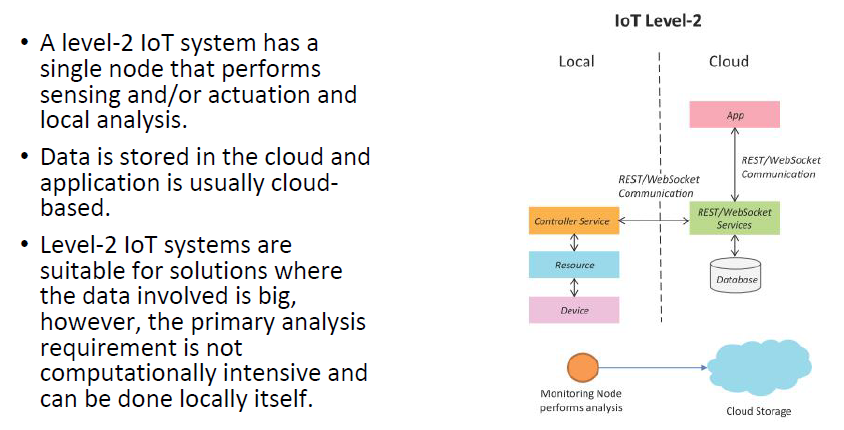 • A level-2 IoT system has a
single node that performs
sensing and/or actuation and
local analysis.
• Data is stored in the cloud and
application is usually cloud-
based.
• Level-2 IoT systems are
suitable for solutions where
the data involved is big,
however, the primary analysis
requirement is not
computationally intensive and
can be done locally itself.
IoT Level-2
Local
Cloud
App
REST/WebSocket
Communication
REST/WebSocket
Communication
Controller Service
REST/WebSocket
Services
Resource
Database
Device
Monitoring Node
performs analysis
Cloud Storage